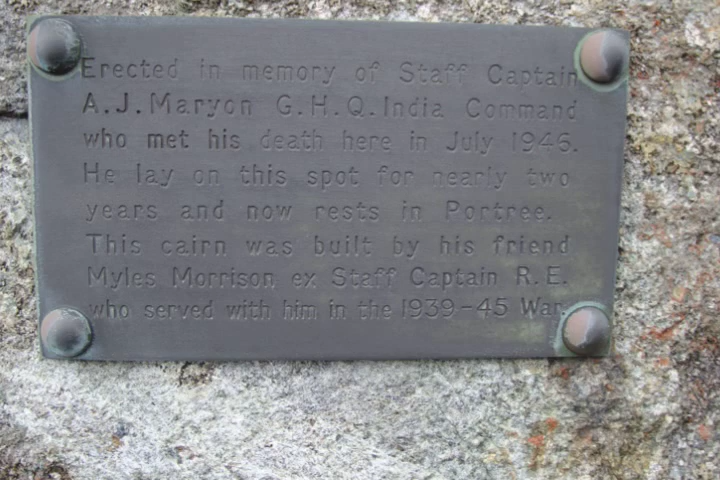 Erected in memory of Staff Captain
A.J. Maryon G.H.Q. India Command
who met his death here in July 1946.
He lay on this spot for nearly two
years and now rests in Portree.
This cairn was built by his friend
Myles Morrison ex Staff Captain R.E.
who served with him in the 1939-45 War.